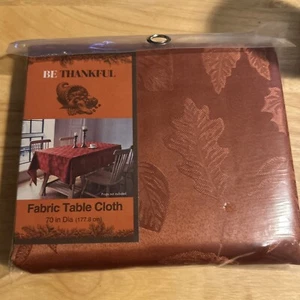 BE THANKFUL
Fabric Table Cloth
70 in Dia (177.8 cm)